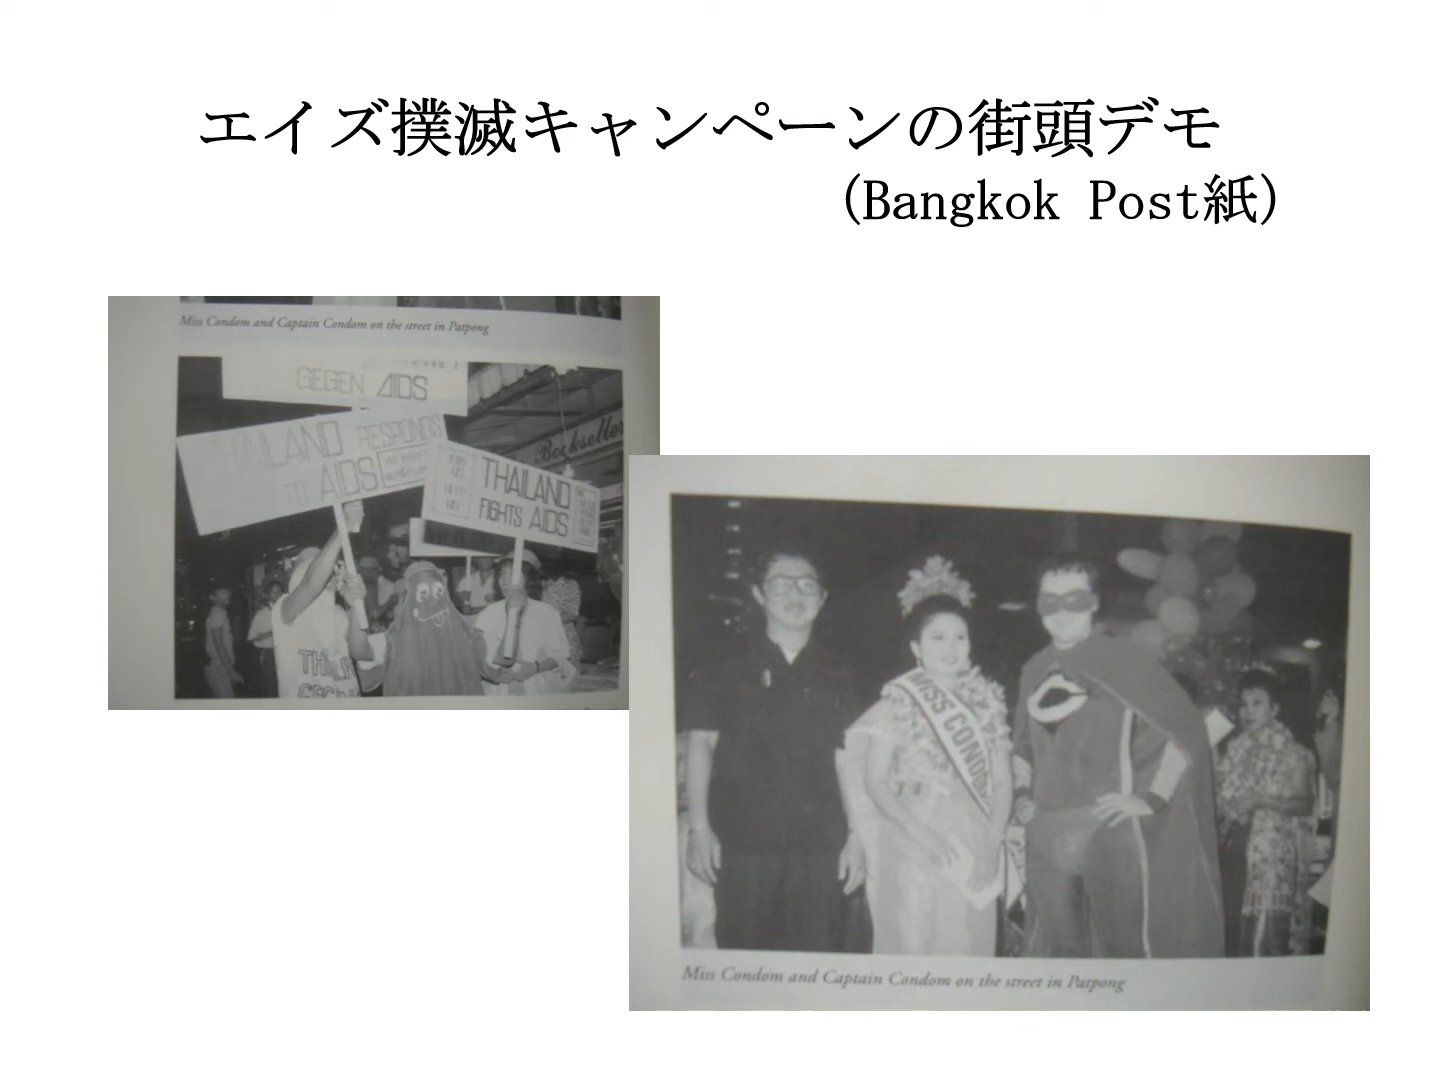 エイズ撲滅キャンペーンの街頭デモ
(Bangkok Post紙)
Miss Condom and Captain Condom on the street in Patpong
GEGEN AIDS
THAILAND RESPONDS
TO AIDS
THAILAND
FIGHTS AIDS
Bookseller
MISS CONDOM
C
Miss Condom and Captain Condom on the street in Patpong